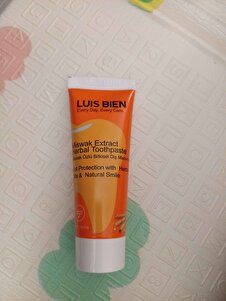 LUIS BIEN
Every Day, Every Care.
Miswak Extract
Herbal Toothpaste
Özlü Bitkisel Diş
Protection with
& Natural Smile